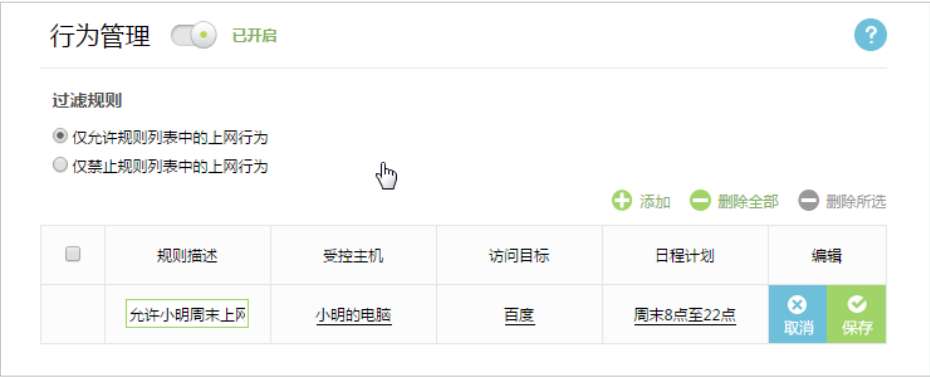 行为管理 已开启 ?
过滤规则
仅允许规则列表中的上网行为
仅禁止规则列表中的上网行为
添加 删除全部 删除所选
规则描述 受控主机 访问目标 日程计划 编辑
允许小明周末上网 小明的电脑 百度 周末8点至22点 取消 保存